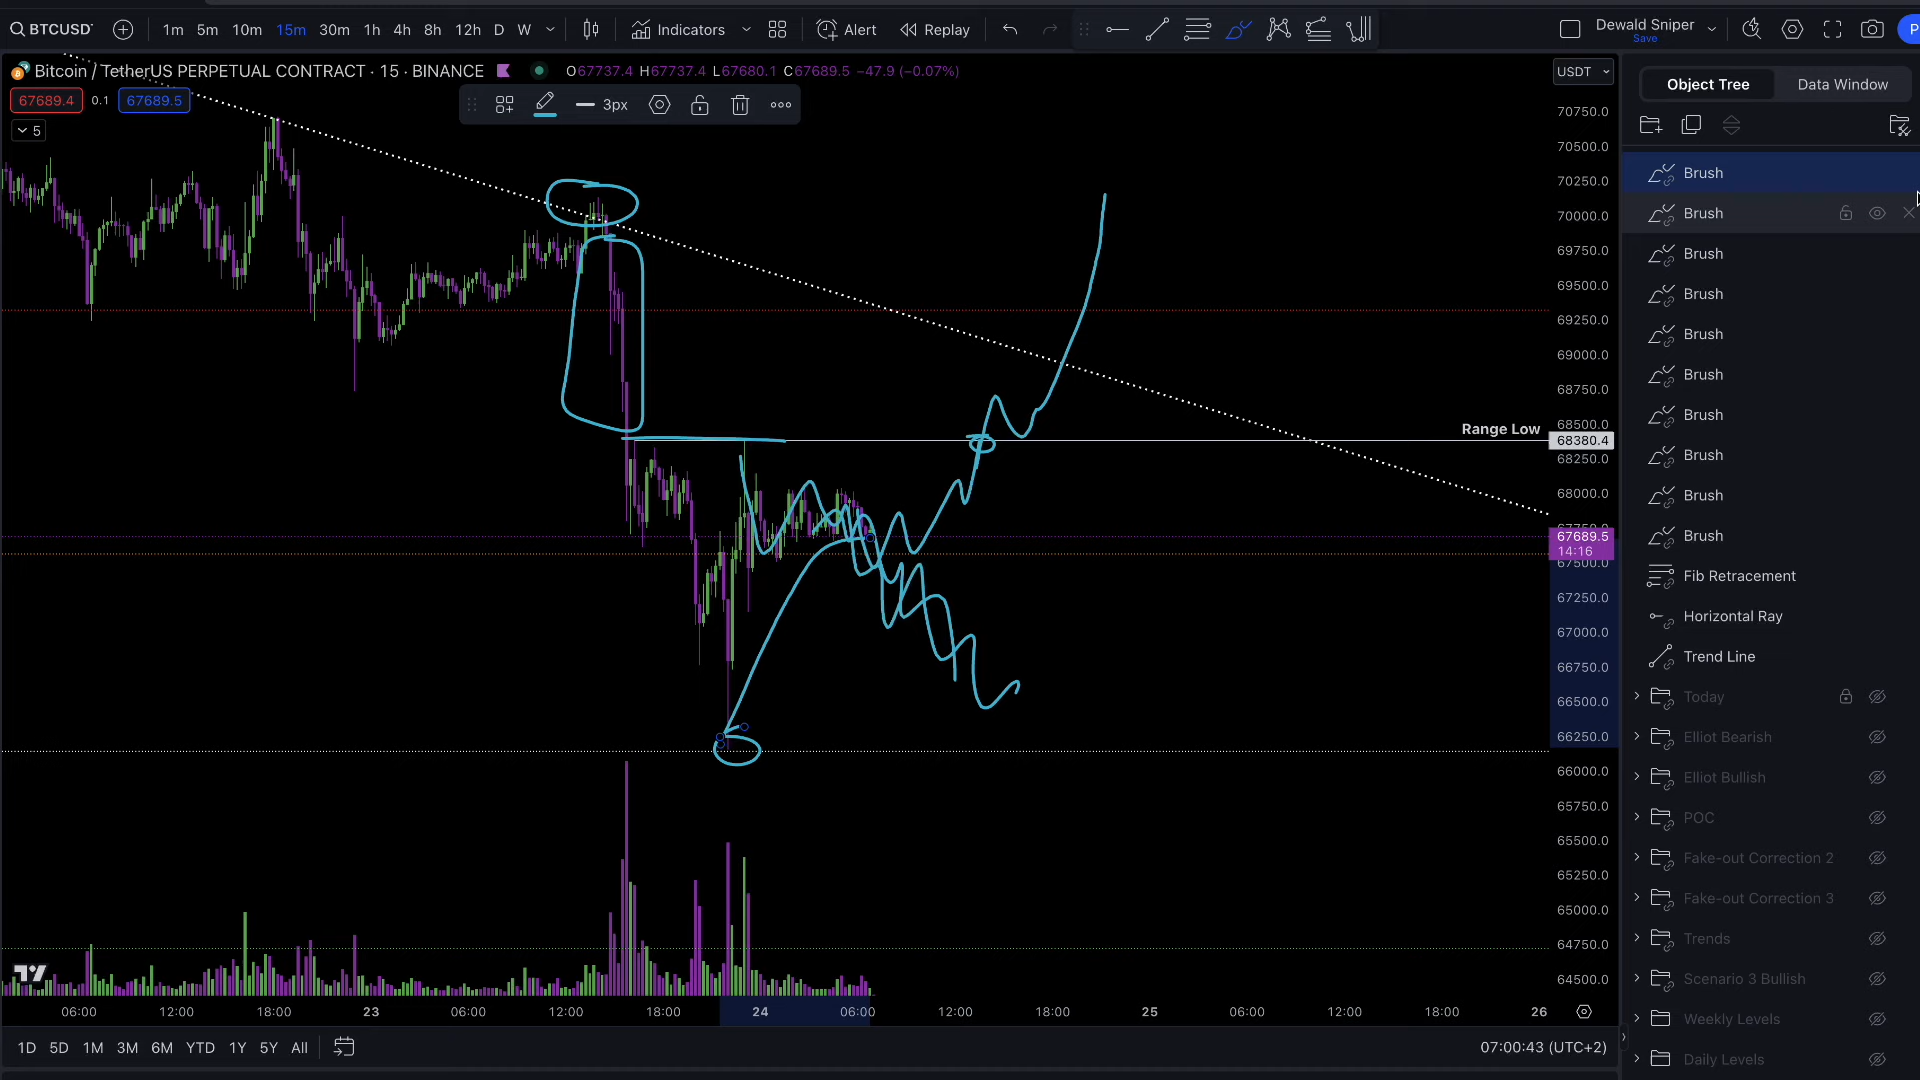 BTCUSD 1m 5m 10m 15m 30m 1h 4h 8h 12h D W Indicators Alert Replay Dewald Sniper
Save
Bitcoin / TetherUS PERPETUAL CONTRACT · 15 · BINANCE O67737.4 H67737.4 L67680.1 C67689.5 −47.9 (−0.07%)
USDT
67689.4 0.1 67689.5
3px
5
70750.0
70500.0
70250.0
70000.0
69750.0
69500.0
69250.0
69000.0
68750.0
68500.0
Range Low
68380.4
68250.0
68000.0
67750.0
67689.5
14:16
67500.0
67250.0
67000.0
66750.0
66500.0
66250.0
66000.0
65750.0
65500.0
65250.0
65000.0
64750.0
64500.0
06:00 12:00 18:00 23 06:00 12:00 18:00 24 06:00 12:00 18:00 25 06:00 12:00 18:00 26
1D 5D 1M 3M 6M YTD 1Y 5Y All
07:00:43 (UTC+2)
Object Tree Data Window
Brush
Brush
Brush
Brush
Brush
Brush
Brush
Brush
Brush
Brush
Fib Retracement
Horizontal Ray
Trend Line
Today
Elliot Bearish
Elliot Bullish
POC
Fake-out Correction 2
Fake-out Correction 3
Trends
Scenario 3 Bullish
Weekly Levels
Daily Levels